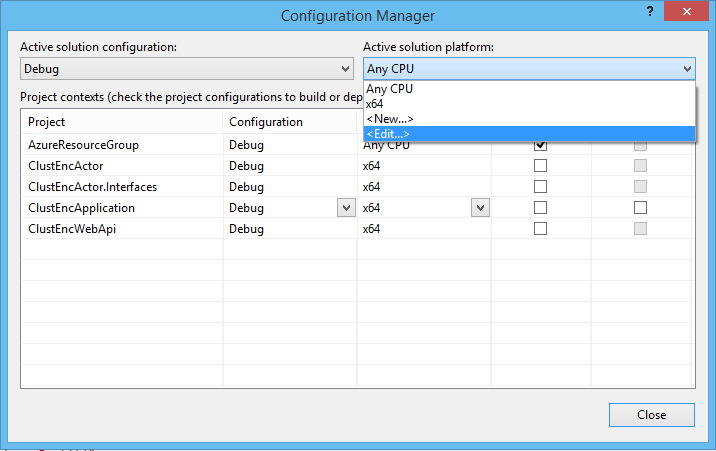 Configuration Manager
?
Active solution configuration:
Active solution platform:
Debug
Any CPU
Any CPU
x64
<New...>
<Edit...>
Project contexts (check the project configurations to build or dep
Project Configuration
AzureResourceGroup Debug Any CPU
ClustEncActor Debug x64
ClustEncActor.Interfaces Debug x64
ClustEncApplication Debug x64
ClustEncWebApi Debug x64
Close